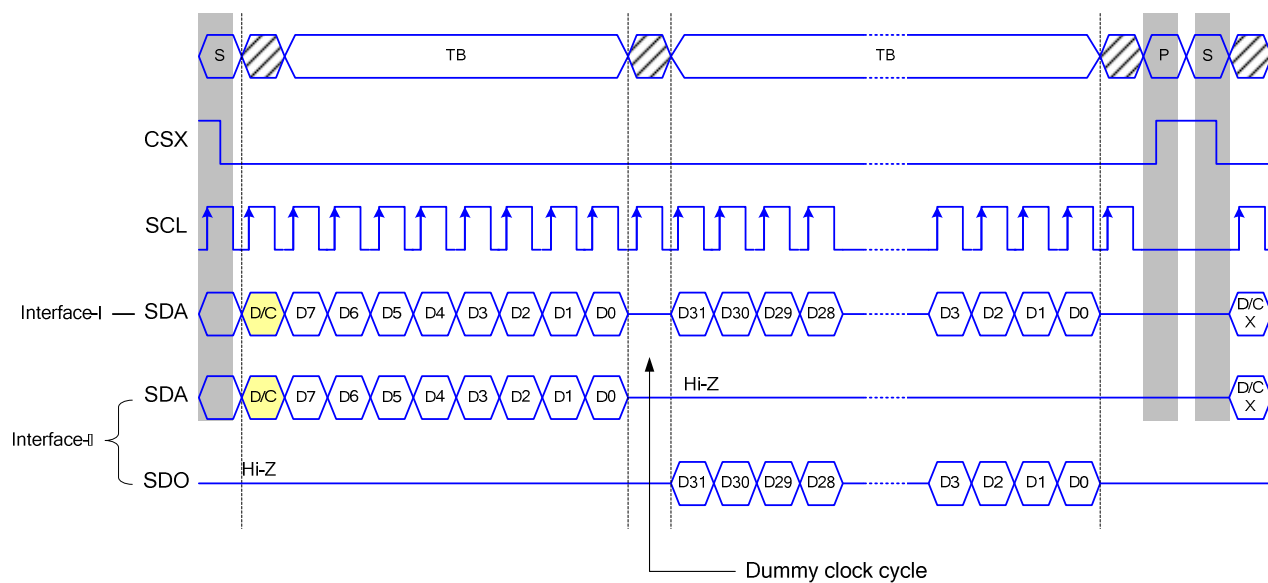 S TB TB P S
CSX
SCL
Interface-I SDA D/C D7 D6 D5 D4 D3 D2 D1 D0 D31 D30 D29 D28 D3 D2 D1 D0 D/C X
SDA D/C D7 D6 D5 D4 D3 D2 D1 D0 Hi-Z D/C X
Interface-▯
SDO Hi-Z D31 D30 D29 D28 D3 D2 D1 D0
Dummy clock cycle